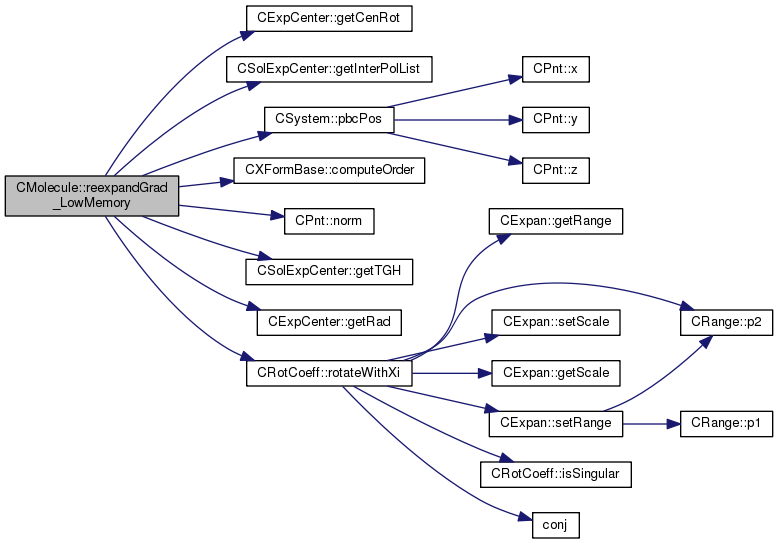 CExpCenter::getCenRot
CSolExpCenter::getInterPolList
CPnt::x
CSystem::pbcPos
CPnt::y
CXFormBase::computeOrder
CPnt::z
CMolecule::reexpandGrad
_LowMemory
CPnt::norm
CExpan::getRange
CSolExpCenter::getTGH
CExpCenter::getRad
CExpan::setScale
CRange::p2
CRotCoeff::rotateWithXi
CExpan::getScale
CExpan::setRange
CRange::p1
CRotCoeff::isSingular
conj